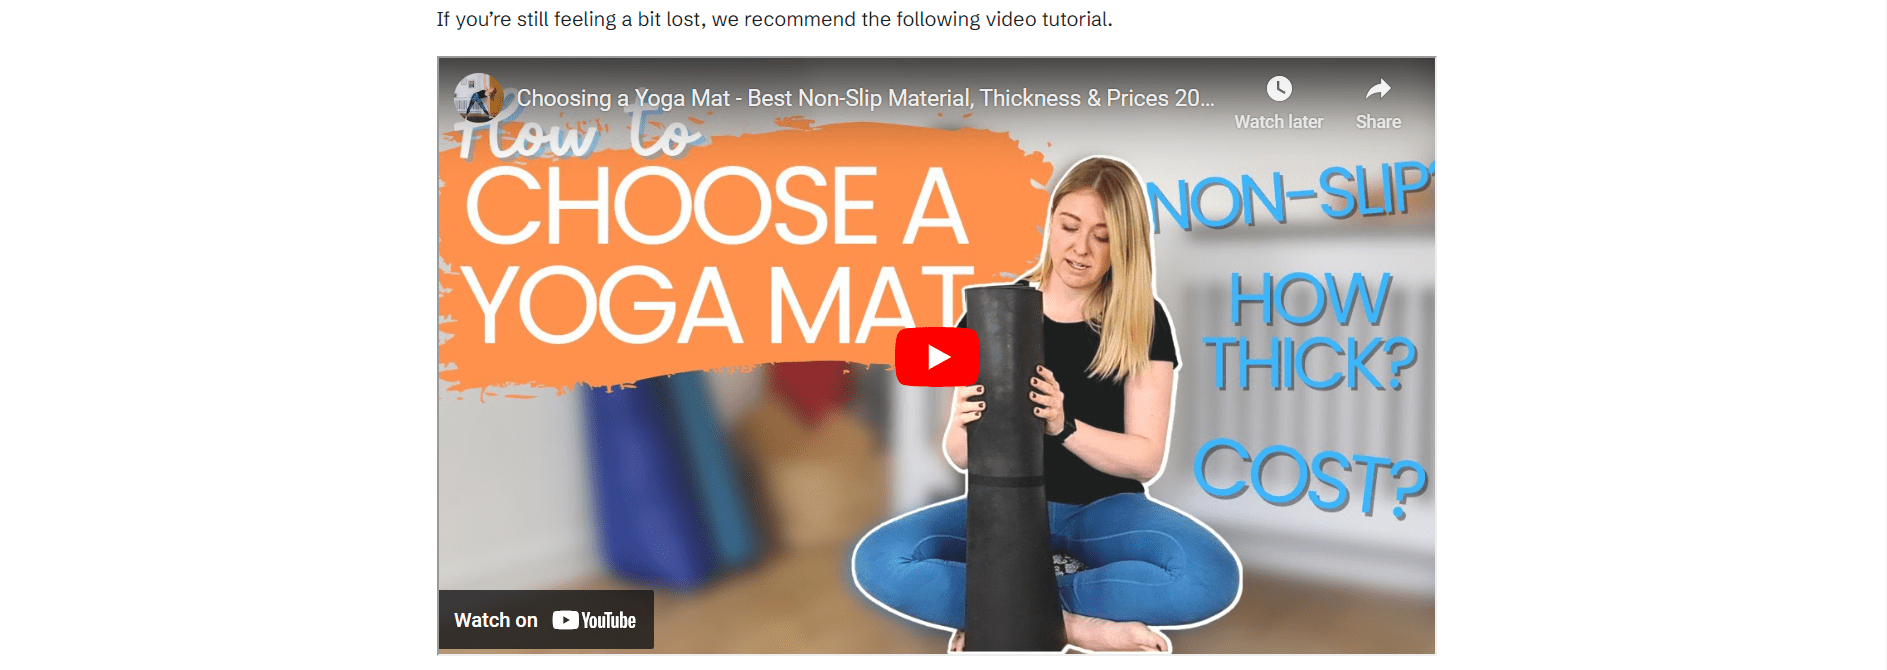 If you're still feeling a bit lost, we recommend the following video tutorial.
Choosing a Yoga Mat - Best Non-Slip Material, Thickness & Prices 20...
Watch later
Share
How to
CHOOSE A
YOGA MAT
NON-SLIP?
HOW
THICK?
COST?
Watch on YouTube